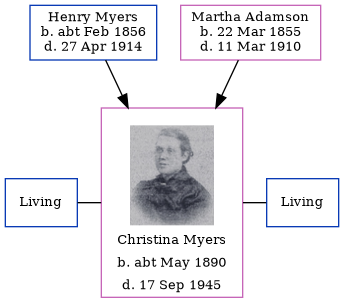 Henry Myers
b. abt Feb 1856
d. 27 Apr 1914
Martha Adamson
b. 22 Mar 1855
d. 11 Mar 1910
Living
Christina Myers
b. abt May 1890
d. 17 Sep 1945
Living